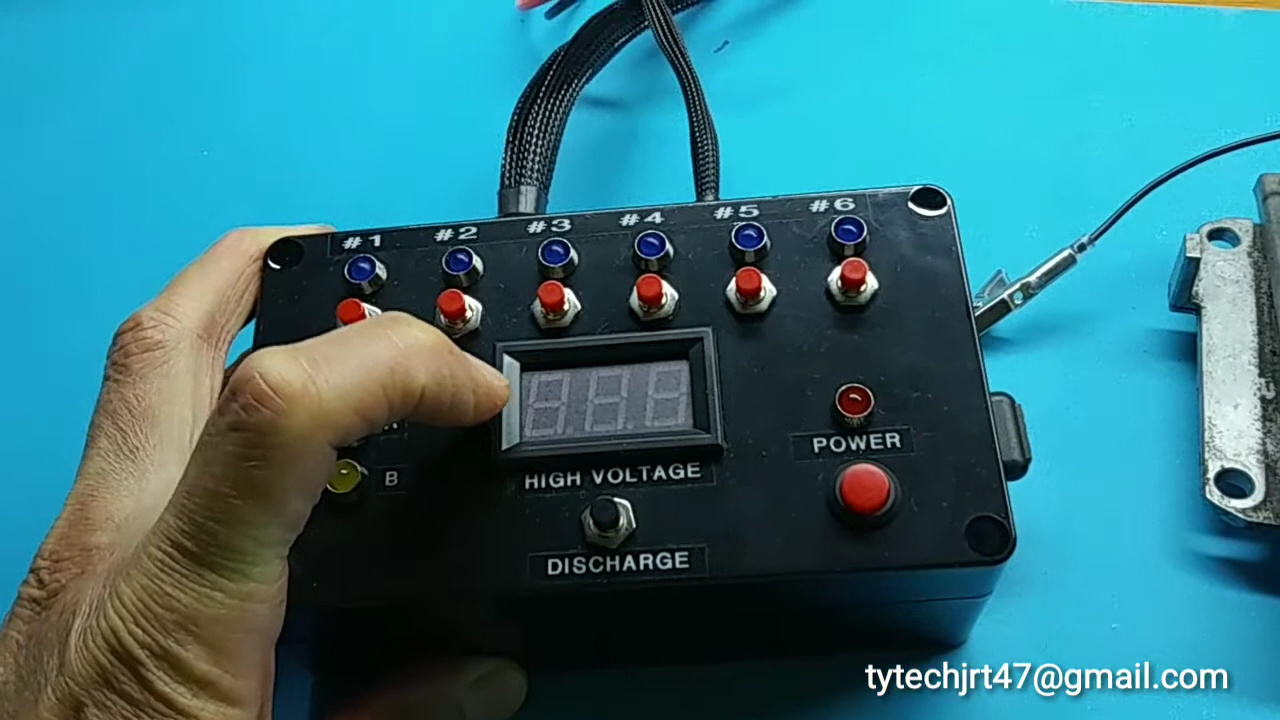 #1 #2 #3 #4 #5 #6
POWER
HIGH VOLTAGE
B
DISCHARGE
tytechjrt47@gmail.com